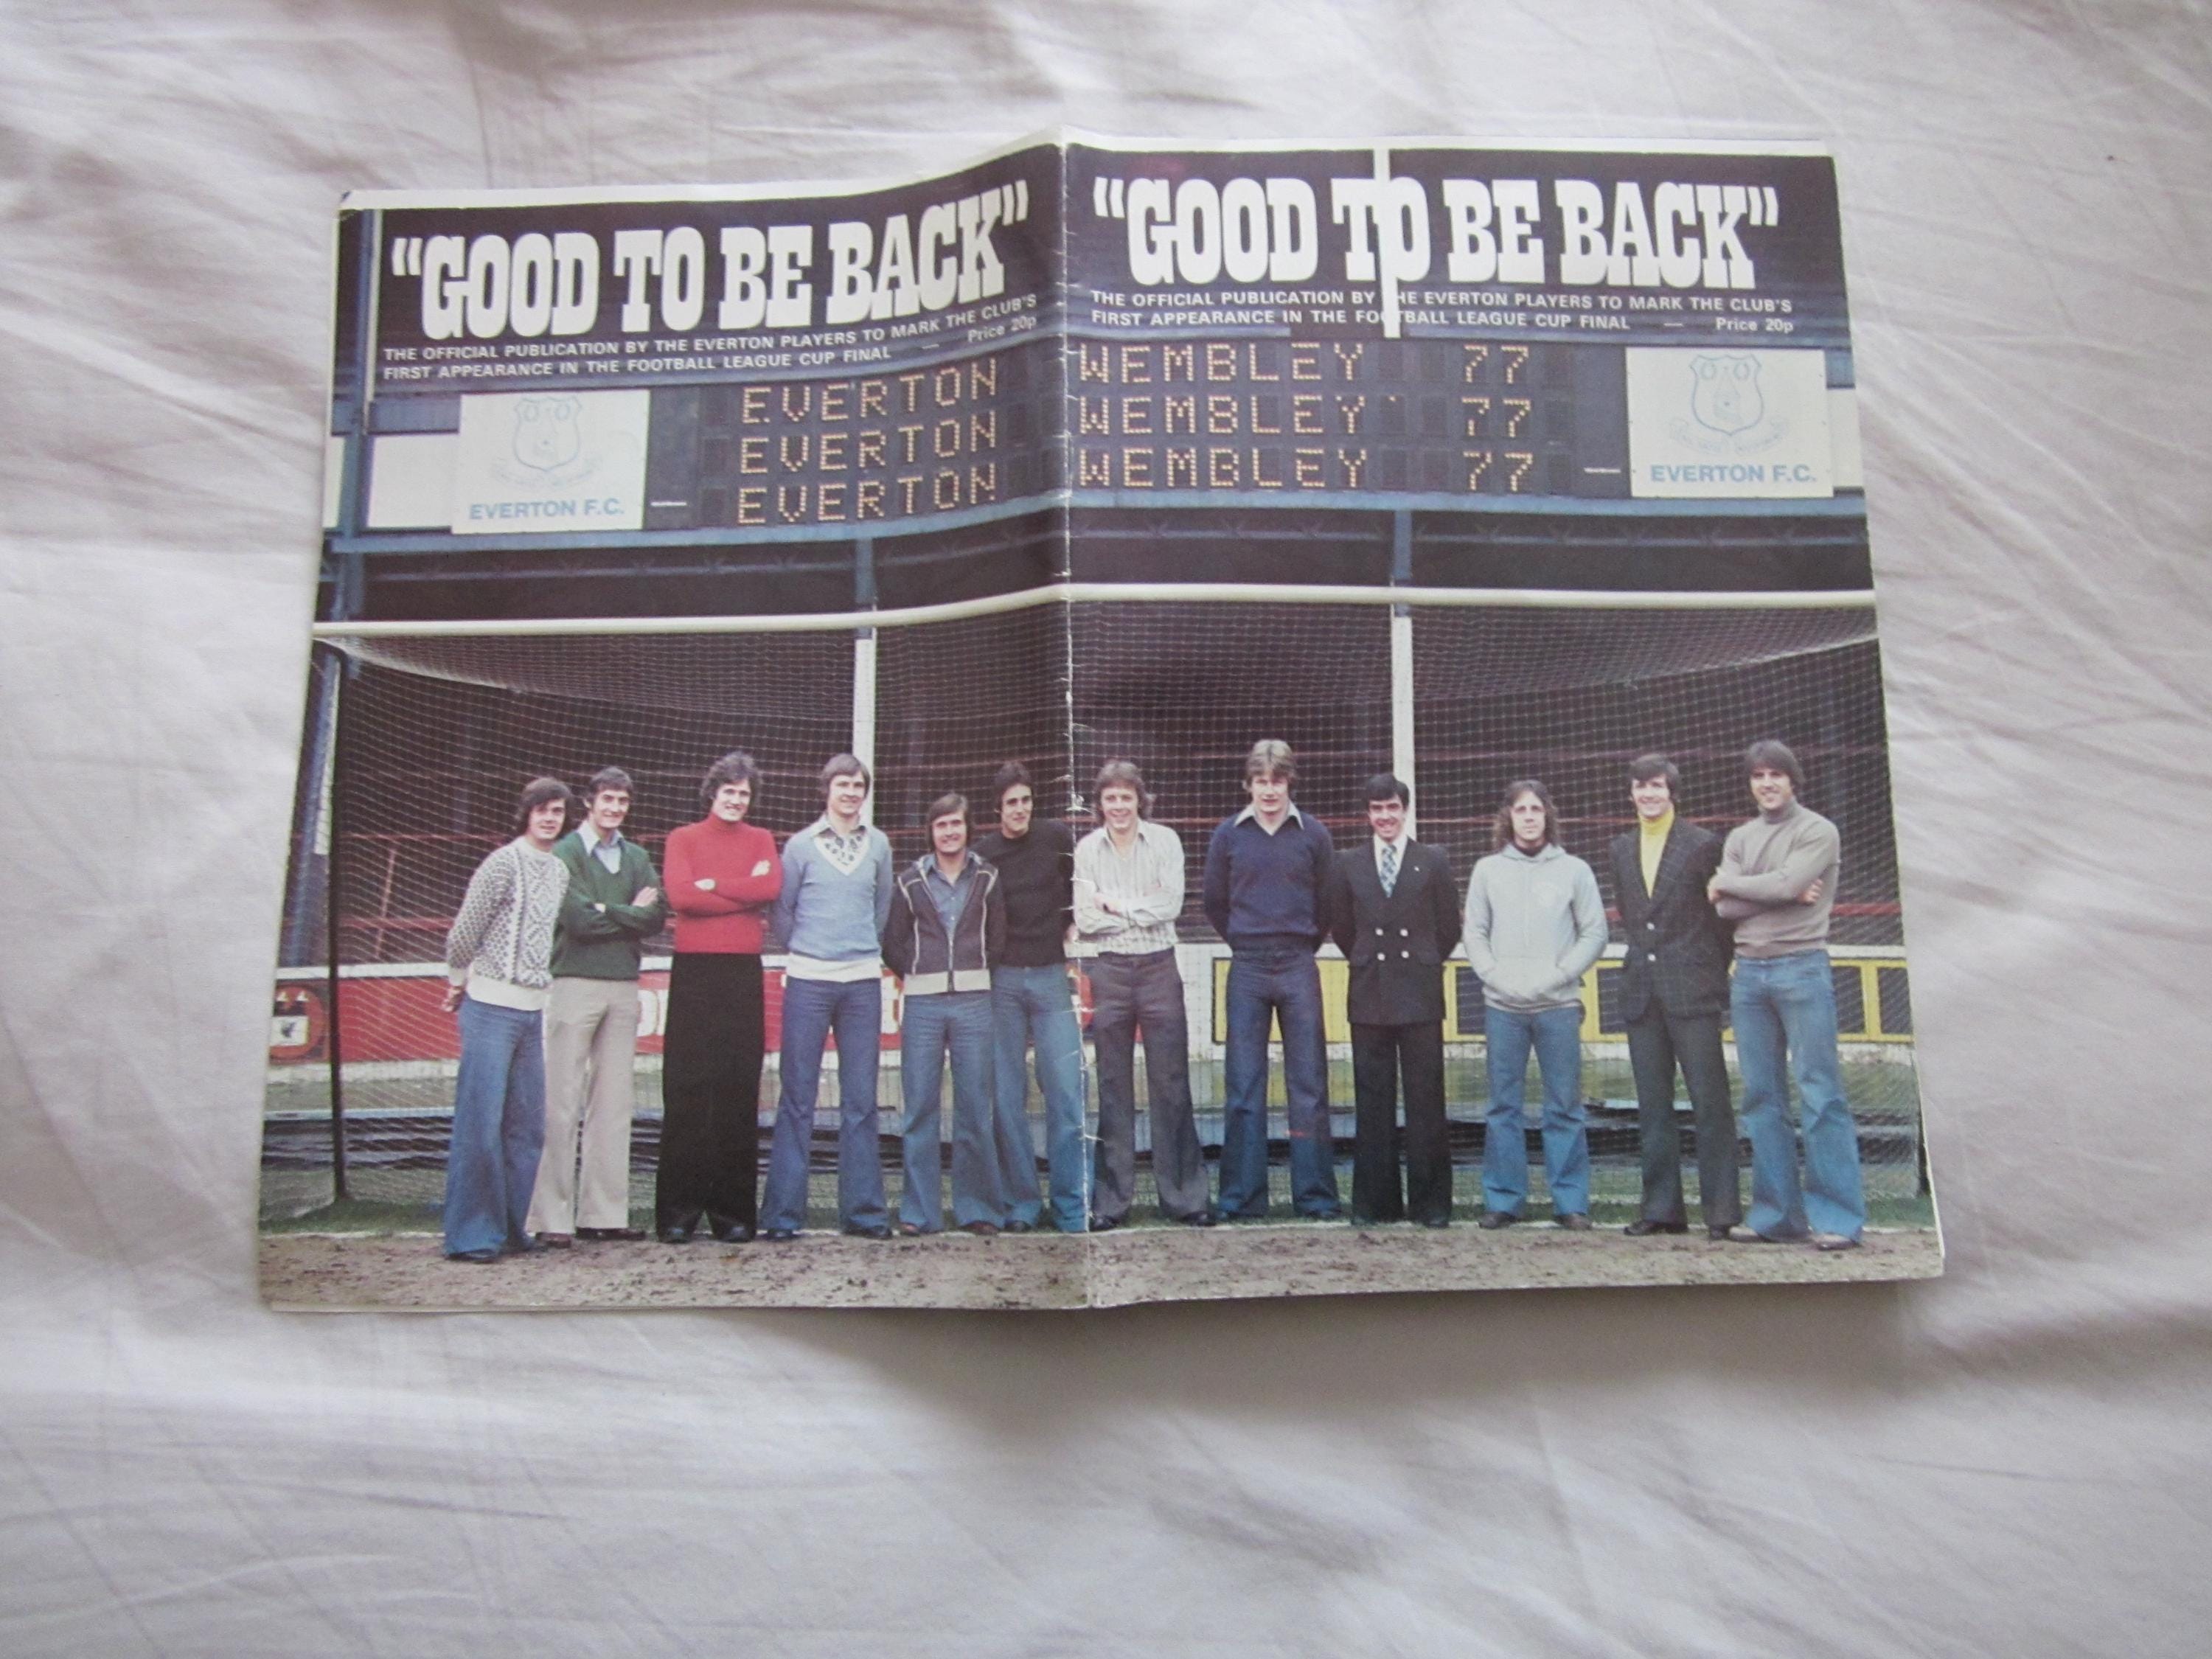 "GOOD TO BE BACK"
THE OFFICIAL PUBLICATION BY THE EVERTON PLAYERS TO MARK THE CLUB'S
FIRST APPEARANCE IN THE FOOTBALL LEAGUE CUP FINAL — Price 20p
EVERTON
EVERTON
EVERTON
EVERTON F.C.
"GOOD TO BE BACK"
THE OFFICIAL PUBLICATION BY THE EVERTON PLAYERS TO MARK THE CLUB'S
FIRST APPEARANCE IN THE FOOTBALL LEAGUE CUP FINAL — Price 20p
WEMBLEY 77
WEMBLEY 77
WEMBLEY 77
EVERTON F.C.